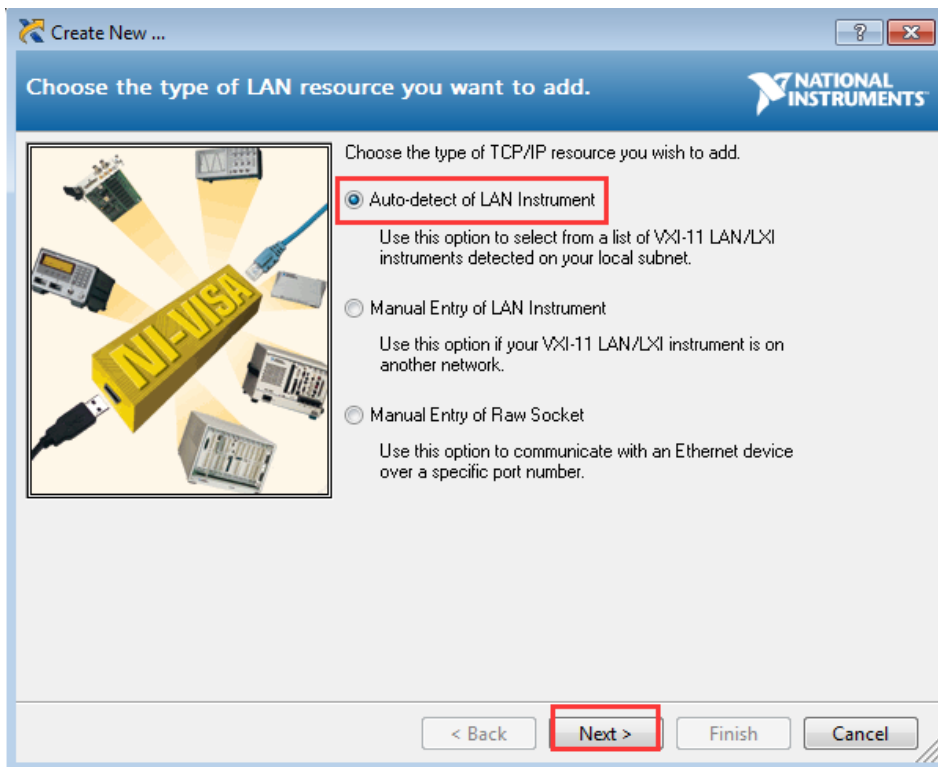 Create New ...
Choose the type of LAN resource you want to add.
NATIONAL
INSTRUMENTS
Choose the type of TCP/IP resource you wish to add.
Auto-detect of LAN Instrument
Use this option to select from a list of VXI-11 LAN/LXI
instruments detected on your local subnet.
Manual Entry of LAN Instrument
Use this option if your VXI-11 LAN/LXI instrument is on
another network.
Manual Entry of Raw Socket
Use this option to communicate with an Ethernet device
over a specific port number.
NI-VISA
< Back
Next >
Finish
Cancel